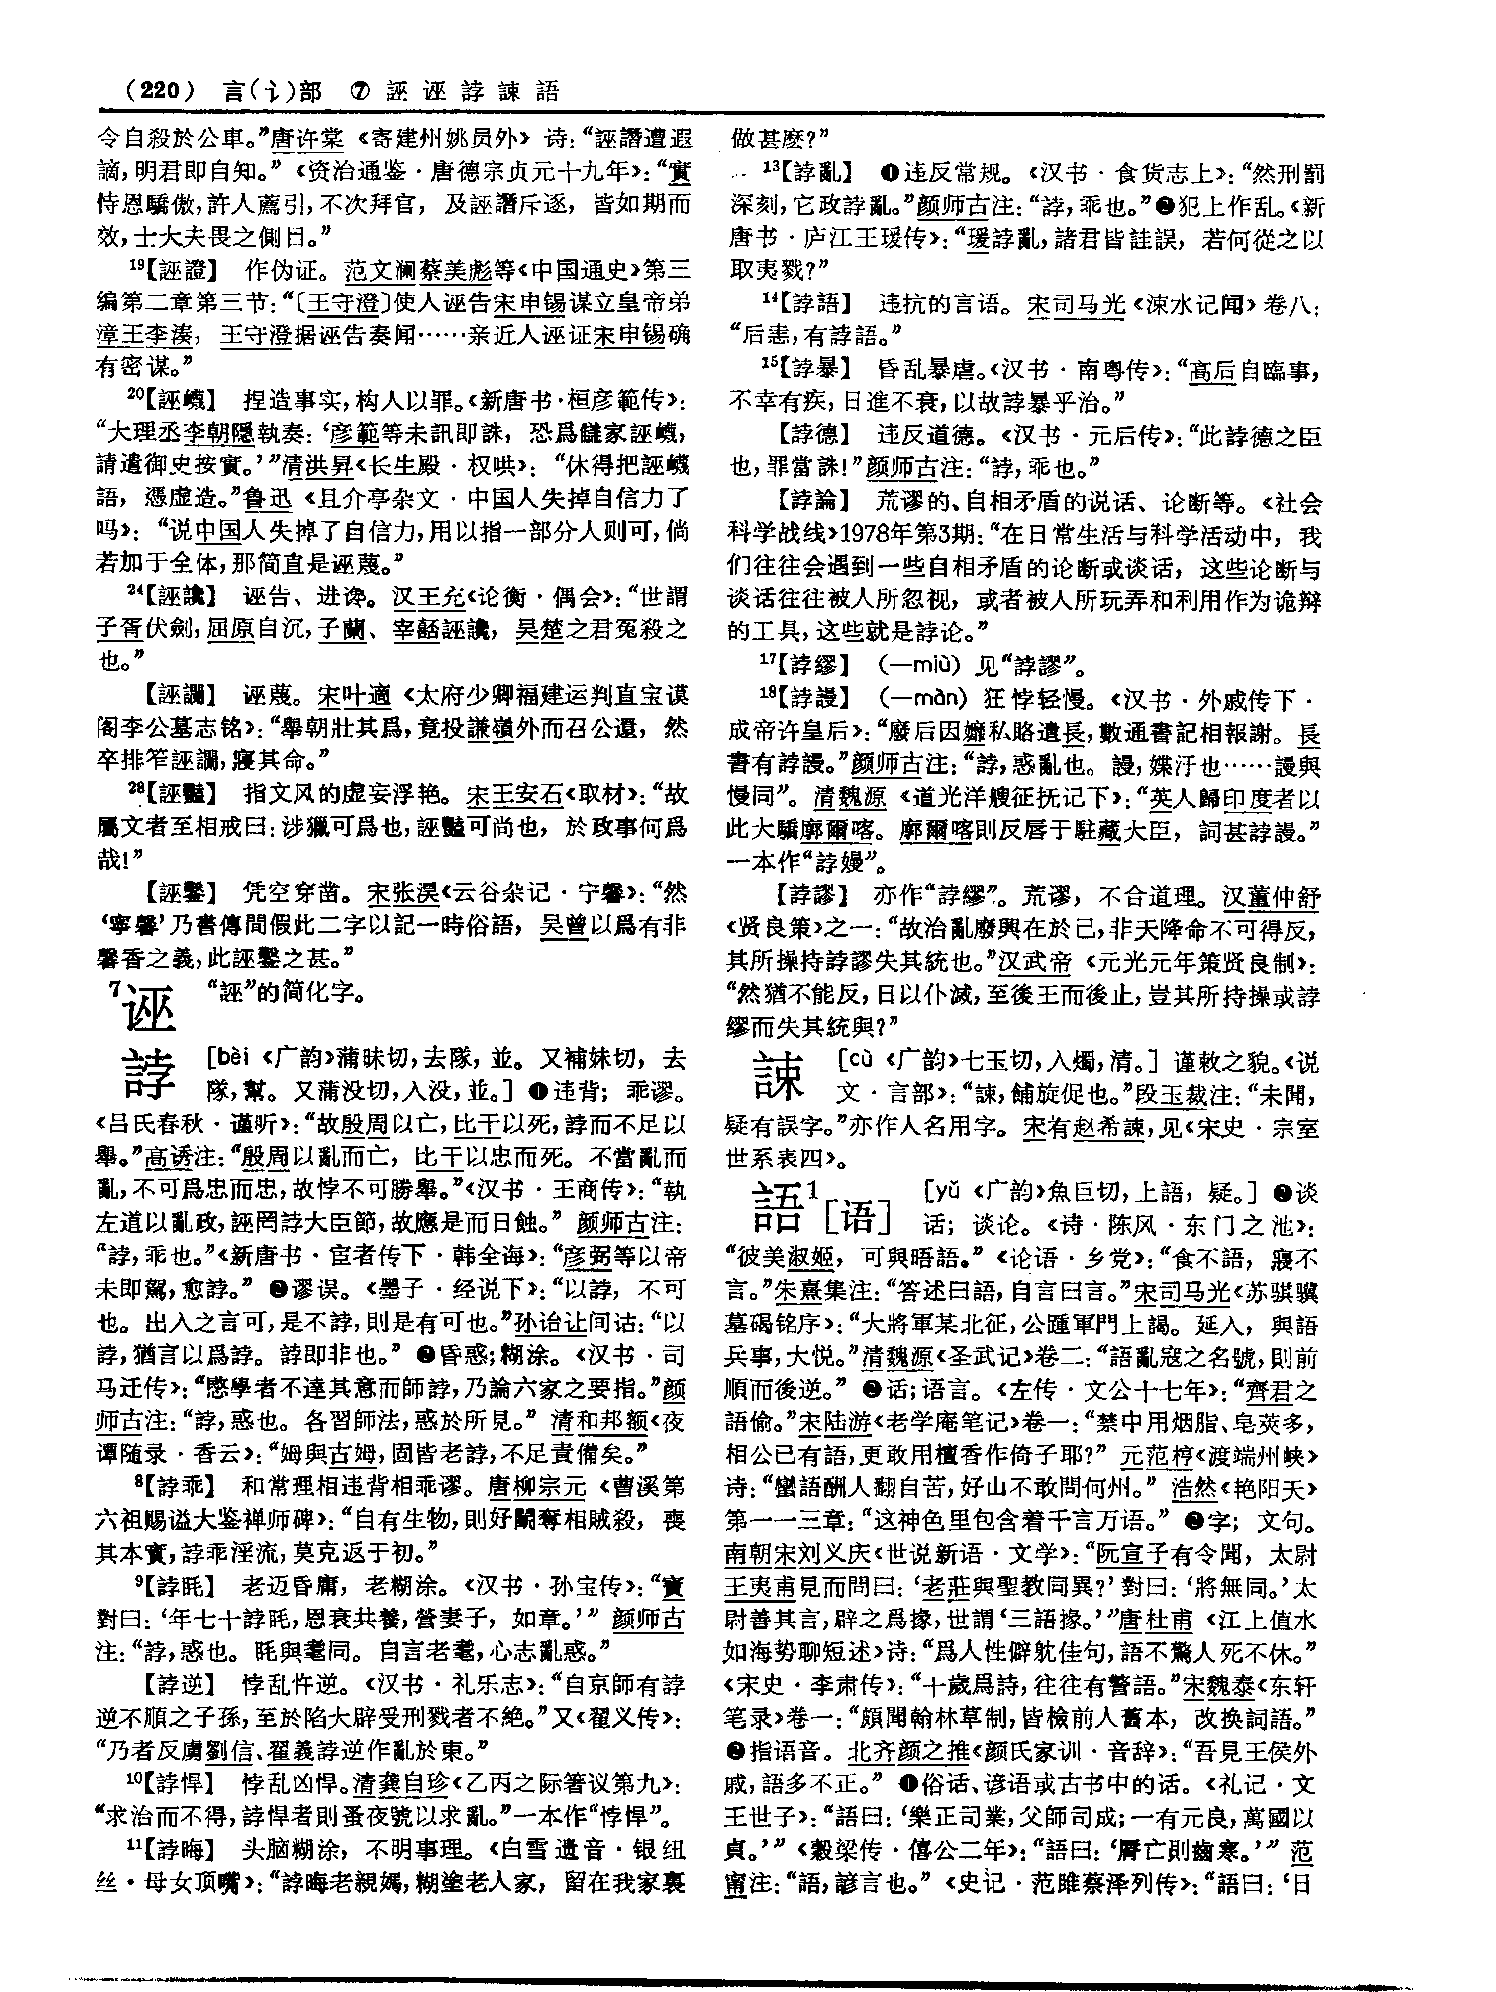 (220) 言(讠)部 ⑦ 誣诬誖諫語
令自殺於公車。”唐许棠《寄建州姚员外》诗:“誣譖遭遐
謫,明君即自知。”《资治通鉴·唐德宗贞元十九年》:“實
恃恩驕傲,許人薦引,不次拜官,及誣譖斥逐,皆如期而
效,士大夫畏之側目。”
19【誣證】 作伪证。范文澜蔡美彪等《中国通史》第三
编第二章第三节:“〔王守澄〕使人诬告宋申锡谋立皇帝弟
漳王李湊,王守澄据诬告奏闻……亲近人诬证宋申锡确
有密谋。”
20【誣衊】 捏造事实,构人以罪。《新唐书·桓彦範传》:
“大理丞李朝隱執奏:‘彦範等未訊即誅,恐爲讎家誣衊,
請遣御史按實。’”清洪昇《长生殿·权哄》:“休得把誣衊
語,憑虚造。”鲁迅《且介亭杂文·中国人失掉自信力了
吗》:“说中国人失掉了自信力,用以指一部分人则可,倘
若加于全体,那简直是诬蔑。”
24【誣讒】 诬告、进谗。汉王充《论衡·偶会》:“世謂
子胥伏劍,屈原自沉,子蘭、宰嚭誣讒,吴楚之君冤殺之
也。”
【誣讕】 诬蔑。宋叶適《太府少卿福建运判直宝谟
阁李公墓志铭》:“舉朝壯其爲,竟投謙嶺外而召公還,然
卒排笮誣讕,寢其命。”
28【誣豔】 指文风的虚妄浮艳。宋王安石《取材》:“故
屬文者至相戒曰:涉獵可爲也,誣豔可尚也,於政事何爲
哉!”
【誣鑿】 凭空穿凿。宋张淏《云谷杂记·宁馨》:“然
‘寧馨’乃書傳間假此二字以記一時俗語,吴曾以爲有非
馨香之義,此誣鑿之甚。”
7诬 “誣”的简化字。
誖 [bèi《广韵》蒲昧切,去隊,並。又補妹切,去
隊,幫。又蒲没切,入没,並。]❶违背;乖谬。
《吕氏春秋·谨听》:“故殷周以亡,比干以死,誖而不足以
舉。”高诱注:“殷周以亂而亡,比干以忠而死。不當亂而
亂,不可爲忠而忠,故悖不可勝舉。”《汉书·王商传》:“執
左道以亂政,誣罔誖大臣節,故應是而日蝕。”颜师古注:
“誖,乖也。”《新唐书·宦者传下·韩全诲》:“彦弼等以帝
未即駕,愈誖。”❷谬误。《墨子·经说下》:“以誖,不可
也。出入之言可,是不誖,則是有可也。”孙诒让间诂:“以
誖,猶言以爲誖。誖即非也。”❸昏惑;糊涂。《汉书·司
马迁传》:“愍學者不達其意而師誖,乃論六家之要指。”颜
师古注:“誖,惑也。各習師法,惑於所見。”清和邦额《夜
谭随录·香云》:“姆與古姆,固皆老誖,不足責備矣。”
8【誖乖】 和常理相违背相乖谬。唐柳宗元《曹溪第
六祖赐谥大鉴禅师碑》:“自有生物,則好鬭奪相賊殺,喪
其本實,誖乖淫流,莫克返于初。”
9【誖眊】 老迈昏庸,老糊涂。《汉书·孙宝传》:“寶
對曰:‘年七十誖眊,恩衰共養,營妻子,如章。’”颜师古
注:“誖,惑也。眊與耄同。自言老耄,心志亂惑。”
【誖逆】 悖乱忤逆。《汉书·礼乐志》:“自京師有誖
逆不順之子孫,至於陷大辟受刑戮者不絶。”又《翟义传》:
“乃者反虜劉信、翟義誖逆作亂於東。”
10【誖悍】 悖乱凶悍。清龚自珍《乙丙之际箸议第九》:
“求治而不得,誖悍者則蚤夜號以求亂。”一本作“悖悍”。
11【誖晦】 头脑糊涂,不明事理。《白雪遗音·银纽
丝·母女顶嘴》:“誖晦老親媽,糊塗老人家,留在我家裏
做甚麽?”
13【誖亂】 ❶违反常规。《汉书·食货志上》:“然刑罰
深刻,它政誖亂。”颜师古注:“誖,乖也。”❷犯上作乱。《新
唐书·庐江王瑗传》:“瑗誖亂,諸君皆詿誤,若何從之以
取夷戮?”
14【誖語】 违抗的言语。宋司马光《涑水记闻》卷八:
“后恚,有誖語。”
15【誖暴】 昏乱暴虐。《汉书·南粤传》:“高后自臨事,
不幸有疾,日進不衰,以故誖暴乎治。”
【誖德】 违反道德。《汉书·元后传》:“此誖德之臣
也,罪當誅!”颜师古注:“誖,乖也。”
【誖論】 荒谬的、自相矛盾的说话、论断等。《社会
科学战线》1978年第3期:“在日常生活与科学活动中,我
们往往会遇到一些自相矛盾的论断或谈话,这些论断与
谈话往往被人所忽视,或者被人所玩弄和利用作为诡辩
的工具,这些就是誖论。”
17【誖繆】 (—miù)见“誖謬”。
18【誖謾】 (—màn)狂悖轻慢。《汉书·外戚传下·
成帝许皇后》:“廢后因孊私賂遺長,數通書記相報謝。長
書有誖謾。”颜师古注:“誖,惑亂也。謾,媟汙也……謾與
慢同”。清魏源《道光洋艘征抚记下》:“英人歸印度者以
此大驕廓爾喀。廓爾喀則反唇于駐藏大臣,詞甚誖謾。”
一本作“誖嫚”。
【誖謬】 亦作“誖繆”。荒谬,不合道理。汉董仲舒
《贤良策》之一:“故治亂廢興在於己,非天降命不可得反,
其所操持誖謬失其統也。”汉武帝《元光元年策贤良制》:
“然猶不能反,日以仆滅,至後王而後止,豈其所持操或誖
繆而失其統與?”
諫 [cù《广韵》七玉切,入燭,清。]谨敕之貌。《说
文·言部》:“諫,餔旋促也。”段玉裁注:“未聞,
疑有誤字。”亦作人名用字。宋有赵希諫,见《宋史·宗室
世系表四》。
語1[语] [yǔ《广韵》魚巨切,上語,疑。]❶谈
话;谈论。《诗·陈风·东门之池》:
“彼美淑姬,可與晤語。”《论语·乡党》:“食不語,寢不
言。”朱熹集注:“答述曰語,自言曰言。”宋司马光《苏骐骥
墓碣铭序》:“大將軍某北征,公踵軍門上謁。延入,與語
兵事,大悦。”清魏源《圣武记》卷二:“語亂寇之名號,則前
順而後逆。”❷话;语言。《左传·文公十七年》:“齊君之
語偷。”宋陆游《老学庵笔记》卷一:“禁中用烟脂、皂莢多,
相公已有語,更敢用檀香作倚子耶?”元范梈《渡端州峡》
诗:“蠻語酬人翻自苦,好山不敢問何州。”浩然《艳阳天》
第一一三章:“这神色里包含着千言万语。”❸字;文句。
南朝宋刘义庆《世说新语·文学》:“阮宣子有令聞,太尉
王夷甫見而問曰:‘老莊與聖教同異?’對曰:‘將無同。’太
尉善其言,辟之爲掾,世謂‘三語掾。’”唐杜甫《江上值水
如海势聊短述》诗:“爲人性僻躭佳句,語不驚人死不休。”
《宋史·李肃传》:“十歲爲詩,往往有警語。”宋魏泰《东轩
笔录》卷一:“頗聞翰林草制,皆檢前人舊本,改换詞語。”
❹指语音。北齐颜之推《颜氏家训·音辞》:“吾見王侯外
戚,語多不正。”❺俗话、谚语或古书中的话。《礼记·文
王世子》:“語曰:‘樂正司業,父師司成;一有元良,萬國以
貞。’”《穀梁传·僖公二年》:“語曰:‘脣亡則齒寒。’”范
甯注:“語,諺言也。”《史记·范雎蔡泽列传》:“語曰:‘日